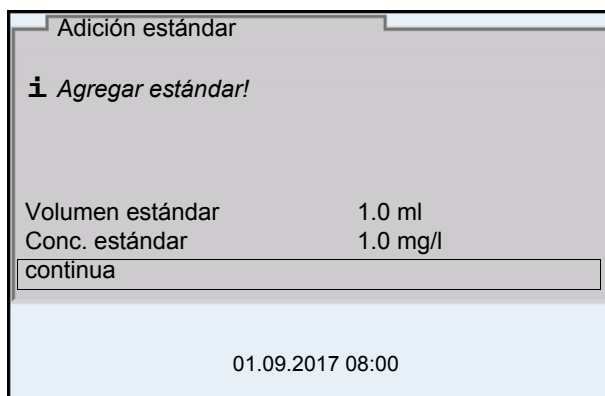 Adición estándar
i Agregar estándar!
Volumen estándar 1.0 ml
Conc. estándar 1.0 mg/l
continua
01.09.2017 08:00